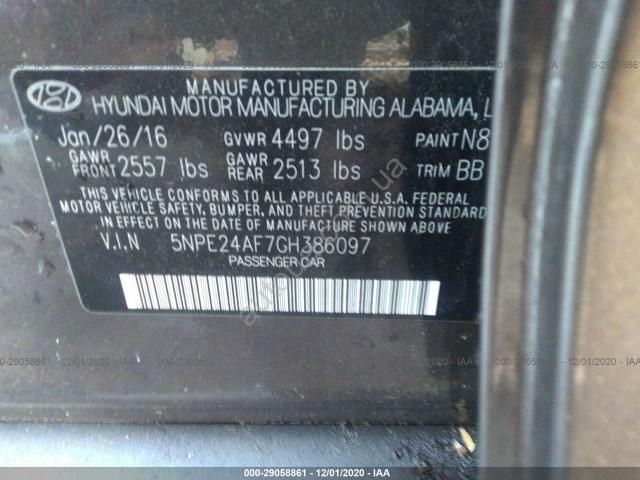 MANUFACTURED BY
HYUNDAI MOTOR MANUFACTURING ALABAMA, L
Jan/26/16 GVWR 4497 lbs PAINT N8
GAWR FRONT 2557 lbs GAWR REAR 2513 lbs TRIM BB
THIS VEHICLE CONFORMS TO ALL APPLICABLE U.S.A. FEDERAL
MOTOR VEHICLE SAFETY, BUMPER, AND THEFT PREVENTION STANDARD
IN EFFECT ON THE DATE OF MANUFACTURE SHOWN ABOVE
V.I.N 5NPE24AF7GH386097
PASSENGER CAR
000-29058861 • 12/01/2020 - IAA